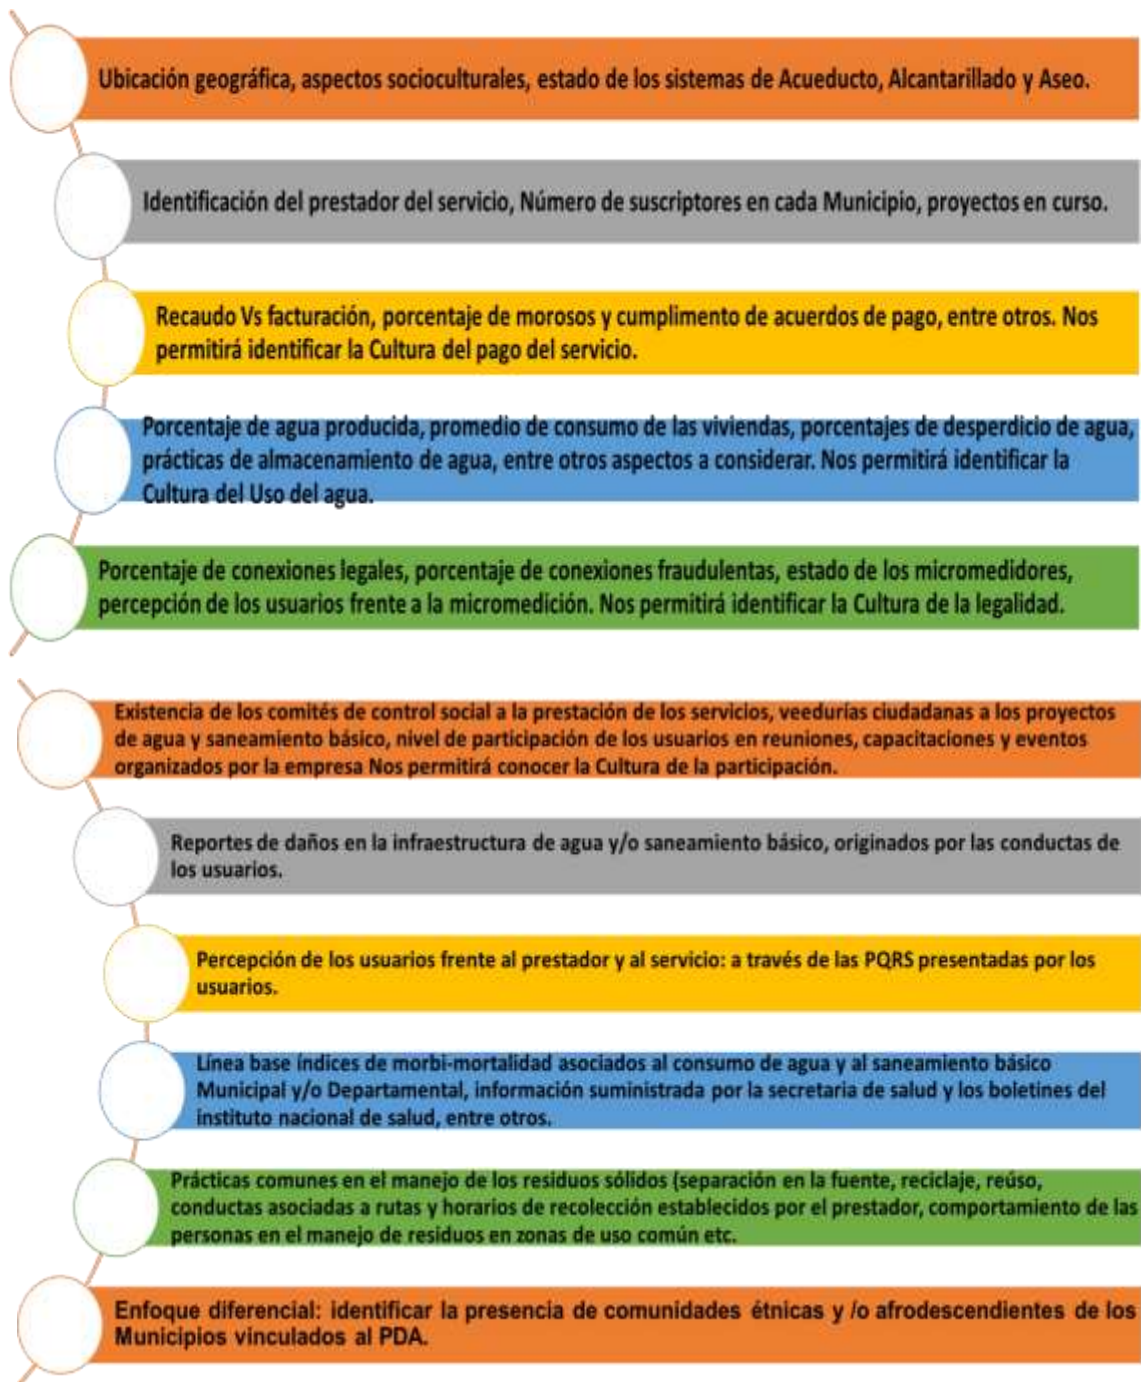 Ubicación geográfica, aspectos socioculturales, estado de los sistemas de Acueducto, Alcantarillado y Aseo.
Identificación del prestador del servicio, Número de suscriptores en cada Municipio, proyectos en curso.
Recaudo Vs facturación, porcentaje de morosos y cumplimento de acuerdos de pago, entre otros. Nos
permitirá identificar la Cultura del pago del servicio.
Porcentaje de agua producida, promedio de consumo de las viviendas, porcentajes de desperdicio de agua,
prácticas de almacenamiento de agua, entre otros aspectos a considerar. Nos permitirá identificar la
Cultura del Uso del agua.
Porcentaje de conexiones legales, porcentaje de conexiones fraudulentas, estado de los micromedidores,
percepción de los usuarios frente a la micromedición. Nos permitirá identificar la Cultura de la legalidad.
Existencia de los comités de control social a la prestación de los servicios, veedurías ciudadanas a los proyectos
de agua y saneamiento básico, nivel de participación de los usuarios en reuniones, capacitaciones y eventos
organizados por la empresa Nos permitirá conocer la Cultura de la participación.
Reportes de daños en la infraestructura de agua y/o saneamiento básico, originados por las conductas de
los usuarios.
Percepción de los usuarios frente al prestador y al servicio: a través de las PQRS presentadas por los
usuarios.
Línea base índices de morbi-mortalidad asociados al consumo de agua y al saneamiento básico
Municipal y/o Departamental, información suministrada por la secretaria de salud y los boletines del
instituto nacional de salud, entre otros.
Prácticas comunes en el manejo de los residuos sólidos (separación en la fuente, reciclaje, reúso,
conductas asociadas a rutas y horarios de recolección establecidos por el prestador, comportamiento de las
personas en el manejo de residuos en zonas de uso común etc.
Enfoque diferencial: identificar la presencia de comunidades étnicas y /o afrodescendientes de los
Municipios vinculados al PDA.